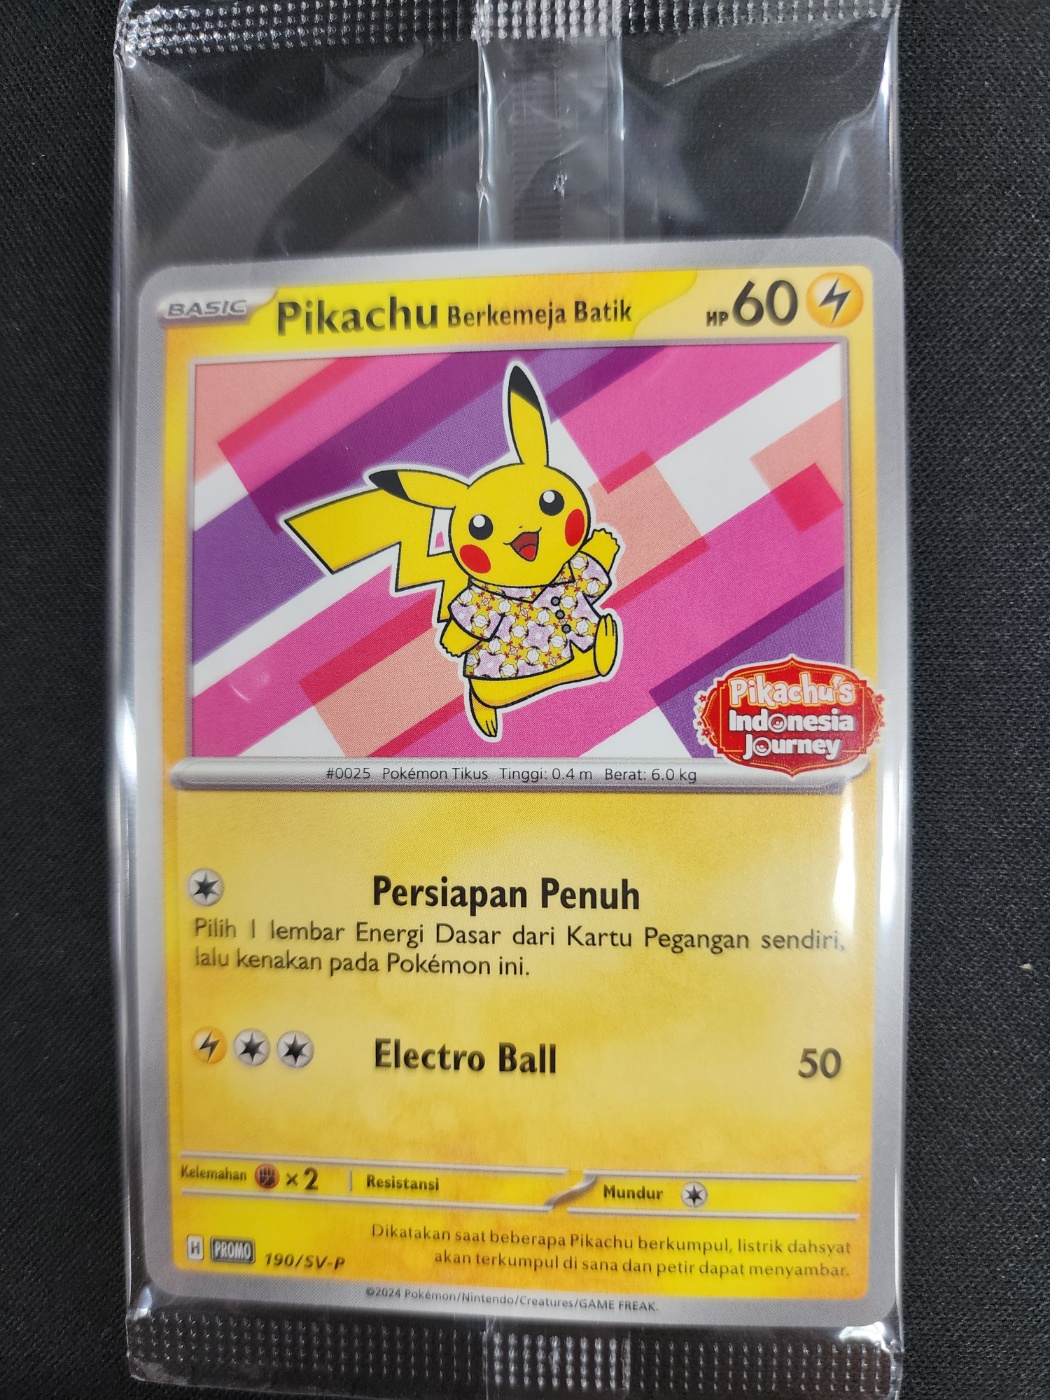 BASIC Pikachu Berkemeja Batik HP 60
Pikachu's
Indonesia
Journey
#0025 Pokémon Tikus Tinggi: 0.4 m Berat: 6.0 kg
Persiapan Penuh
Pilih 1 lembar Energi Dasar dari Kartu Pegangan sendiri,
lalu kenakan pada Pokémon ini.
Electro Ball 50
Kelemahan ×2 Resistansi Mundur
Dikatakan saat beberapa Pikachu berkumpul, listrik dahsyat
akan terkumpul di sana dan petir dapat menyambar.
H PROMO 190/SV-P
©2024 Pokémon/Nintendo/Creatures/GAME FREAK.